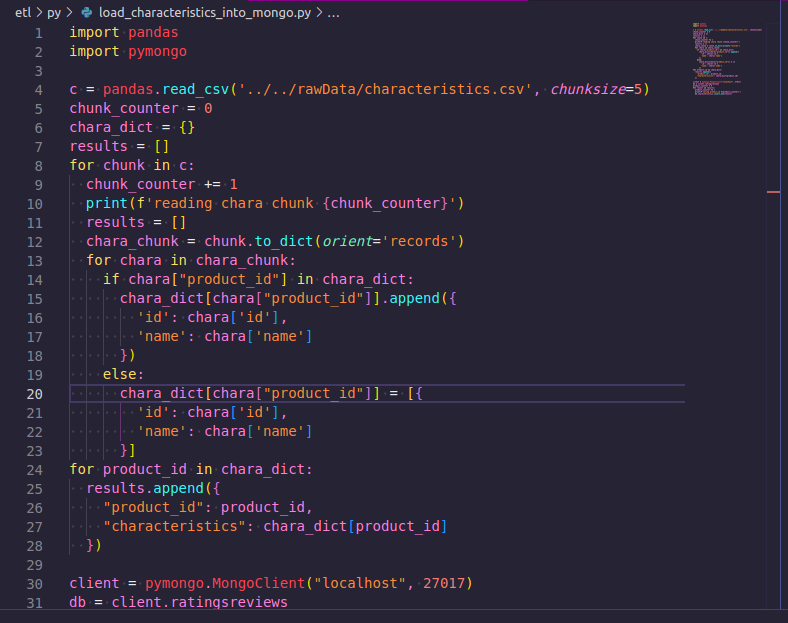 etl > py > load_characteristics_into_mongo.py > ...
1 import pandas
2 import pymongo
3
4 c = pandas.read_csv('../../rawData/characteristics.csv', chunksize=5)
5 chunk_counter = 0
6 chara_dict = {}
7 results = []
8 for chunk in c:
9   chunk_counter += 1
10   print(f'reading chara chunk {chunk_counter}')
11   results = []
12   chara_chunk = chunk.to_dict(orient='records')
13   for chara in chara_chunk:
14     if chara["product_id"] in chara_dict:
15       chara_dict[chara["product_id"]].append({
16         'id': chara['id'],
17         'name': chara['name']
18       })
19     else:
20       chara_dict[chara["product_id"]] = [{
21         'id': chara['id'],
22         'name': chara['name']
23       }]
24 for product_id in chara_dict:
25   results.append({
26     "product_id": product_id,
27     "characteristics": chara_dict[product_id]
28   })
29
30 client = pymongo.MongoClient("localhost", 27017)
31 db = client.ratingsreviews